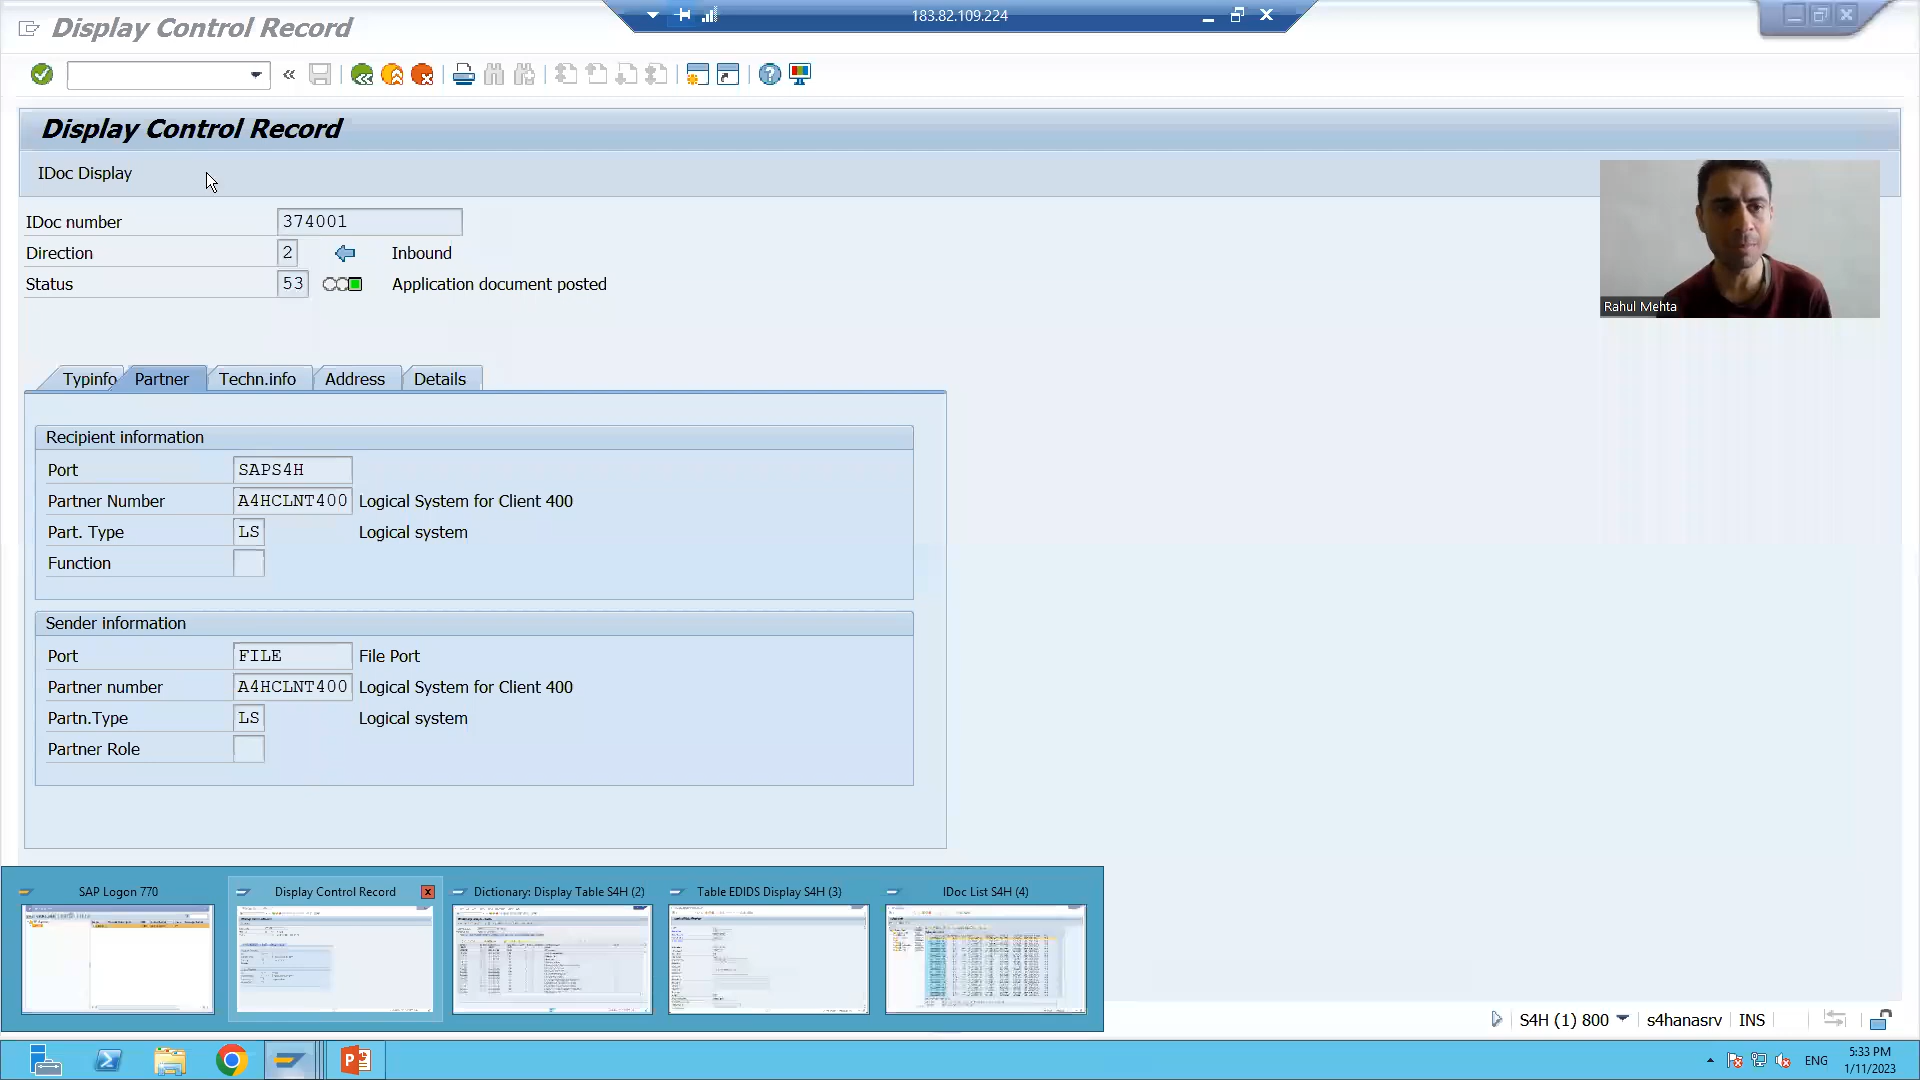 Display Control Record
183.82.109.224
Display Control Record
IDoc Display
IDoc number 374001
Direction 2 Inbound
Status 53 Application document posted
Rahul Mehta
Typinfo Partner Techn.info Address Details
Recipient information
Port SAPS4H
Partner Number A4HCLNT400 Logical System for Client 400
Part. Type LS Logical system
Function
Sender information
Port FILE File Port
Partner number A4HCLNT400 Logical System for Client 400
Partn.Type LS Logical system
Partner Role
SAP Logon 770 Display Control Record Dictionary: Display Table S4H (2) Table EDIDS Display S4H (3) IDoc List S4H (4)
S4H (1) 800 s4hanasrv INS
ENG
5:33 PM
1/11/2023